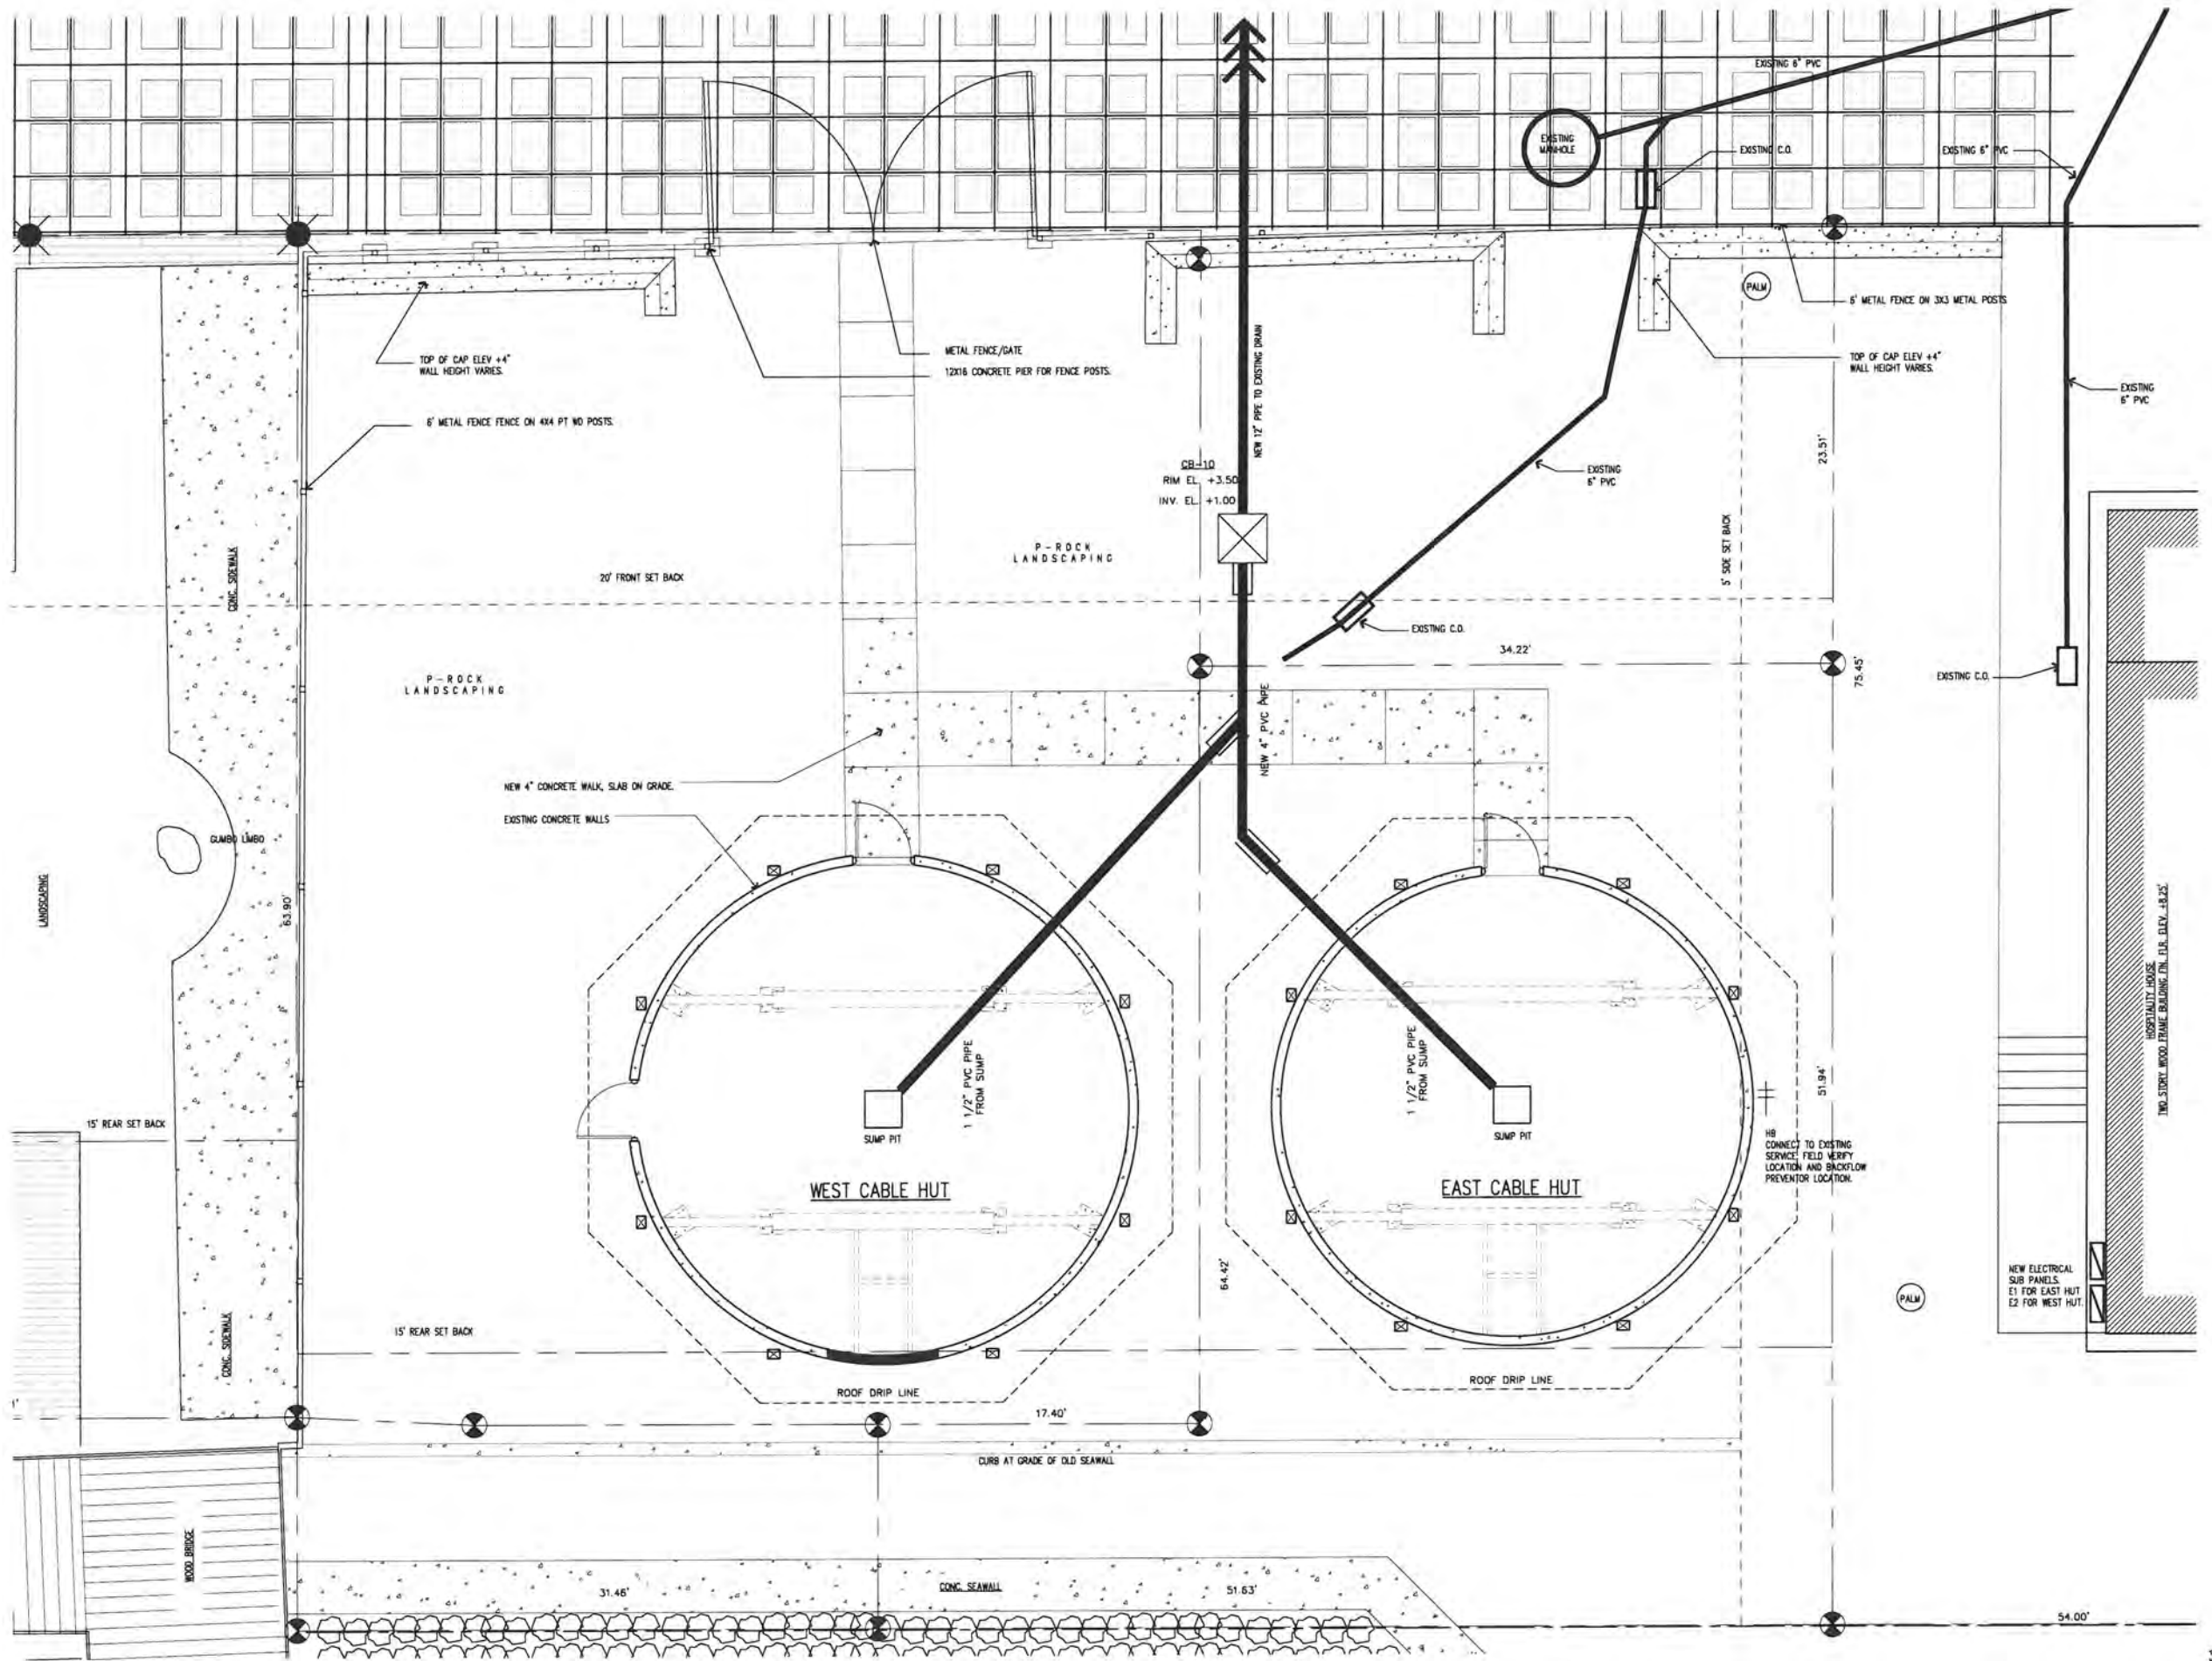 EXISTING 6" PVC
EXISTING
MANHOLE
EXISTING C.O.
EXISTING 6" PVC
PALM
6' METAL FENCE ON 3X3 METAL POSTS
TOP OF CAP ELEV +4"
WALL HEIGHT VARIES.
METAL FENCE/GATE
12X16 CONCRETE PIER FOR FENCE POSTS.
NEW 12" PIPE TO EXISTING DRAIN
TOP OF CAP ELEV +4"
WALL HEIGHT VARIES.
EXISTING
6" PVC
6' METAL FENCE FENCE ON 4X4 PT WD POSTS.
23.51'
CB-10
RIM EL. +3.50
INV. EL. +1.00
EXISTING
6" PVC
P-ROCK
LANDSCAPING
5' SIDE SET BACK
CONC. SIDEWALK
20' FRONT SET BACK
EXISTING C.O.
34.22'
75.45'
EXISTING C.O.
P-ROCK
LANDSCAPING
NEW 4" PVC PIPE
NEW 4" CONCRETE WALK, SLAB ON GRADE.
EXISTING CONCRETE WALLS
GUMBO LIMBO
LANDSCAPING
63.90'
HOSPITALITY HOUSE
TWO STORY WOOD FRAME BUILDING FIN. FLR. ELEV. +8.25'
1 1/2" PVC PIPE
FROM SUMP
1 1/2" PVC PIPE
FROM SUMP
51.94'
15' REAR SET BACK
SUMP PIT
SUMP PIT
HB
CONNECT TO EXISTING
SERVICE, FIELD VERIFY
LOCATION AND BACKFLOW
PREVENTOR LOCATION.
WEST CABLE HUT
EAST CABLE HUT
64.42'
NEW ELECTRICAL
SUB PANELS.
E1 FOR EAST HUT
E2 FOR WEST HUT.
PALM
CONC. SIDEWALK
15' REAR SET BACK
ROOF DRIP LINE
ROOF DRIP LINE
17.40'
CURB AT GRADE OF OLD SEAWALL
WOOD BRIDGE
31.46'
CONC. SEAWALL
51.63'
54.00'